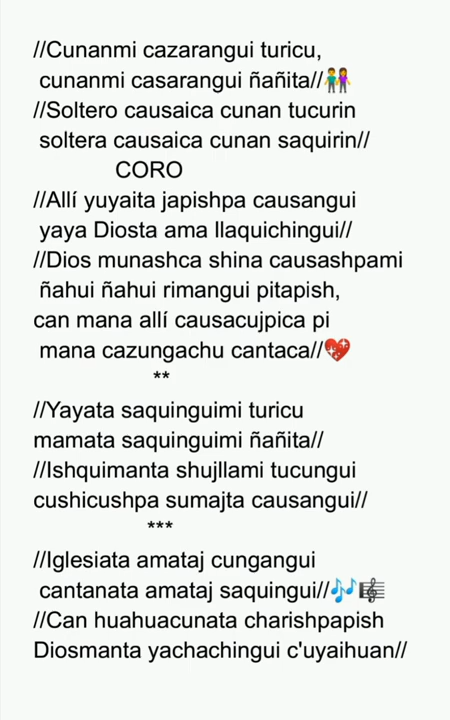 //Cunanmi cazarangui turicu,
cunanmi casarangui ñañita//👫
//Soltero causaica cunan tucurin
soltera causaica cunan saquirin//
CORO
//Allí yuyaita japishpa causangui
yaya Diosta ama llaquichingui//
//Dios munashca shina causashpami
ñahui ñahui rimangui pitapish,
can mana allí causacujpica pi
mana cazungachu cantaca//💖
**
//Yayata saquinguimi turicu
mamata saquinguimi ñañita//
//Ishquimanta shujllami tucungui
cushicushpa sumajta causangui//
***
//Iglesiata amataj cungangui
cantanata amataj saquingui//🎶🎼
//Can huahuacunata charishpapish
Diosmanta yachachingui c'uyaihuan//